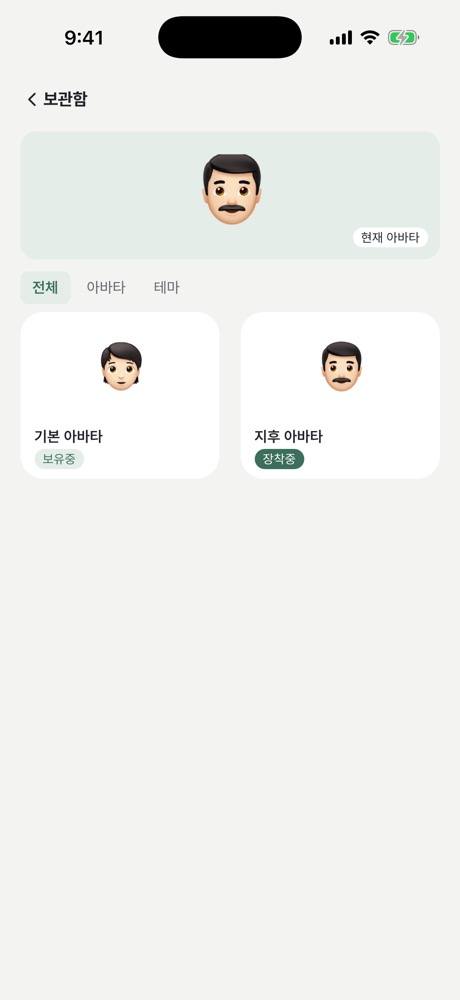 9:41
보관함
현재 아바타
전체 아바타 테마
기본 아바타
보유중
지후 아바타
장착중